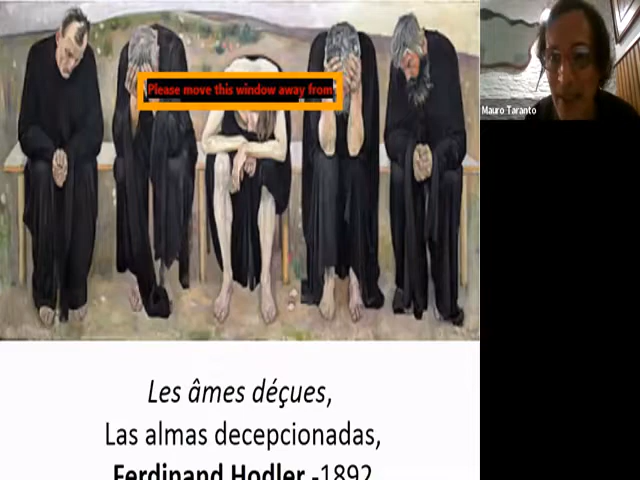 Please move this window away from
Mauro Taranto
Les âmes déçues,
Las almas decepcionadas,
Ferdinand Hodler -1892